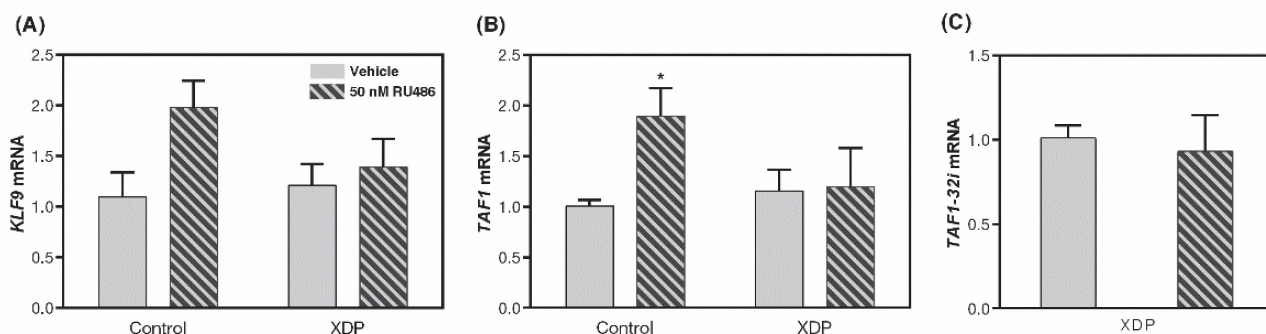 (A)
KLF9 mRNA
2.5
2.0
1.5
1.0
0.5
0.0
Vehicle
50 nM RU486
Control
XDP
(B)
TAF1 mRNA
2.5
2.0
1.5
1.0
0.5
0.0
*
Control
XDP
(C)
TAF1-32i mRNA
1.5
1.0
0.5
0.0
XDP